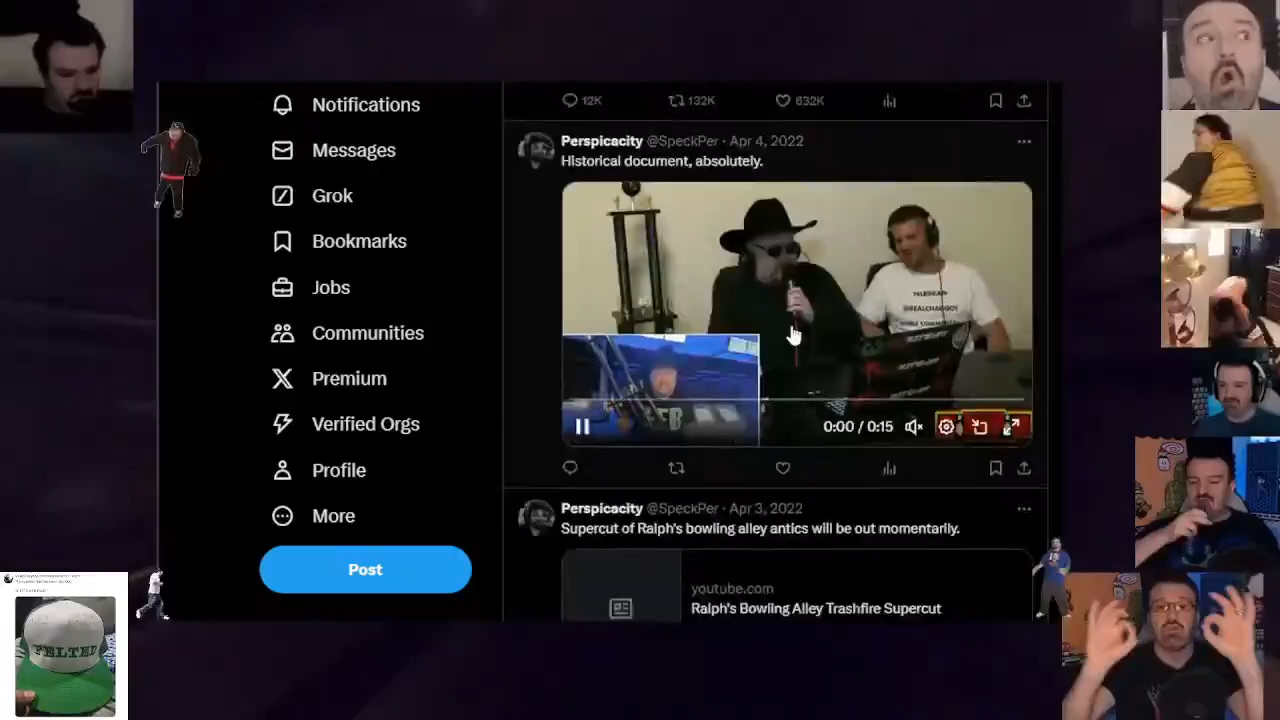 12K 132K 632K
Notifications
Messages
Grok
Bookmarks
Jobs
Communities
Premium
Verified Orgs
Profile
More
Post
Perspicacity @SpeckPer · Apr 4, 2022
Historical document, absolutely.
0:00 / 0:15
Perspicacity @SpeckPer · Apr 3, 2022
Supercut of Ralph's bowling alley antics will be out momentarily.
youtube.com
Ralph's Bowling Alley Trashfire Supercut
FELTED